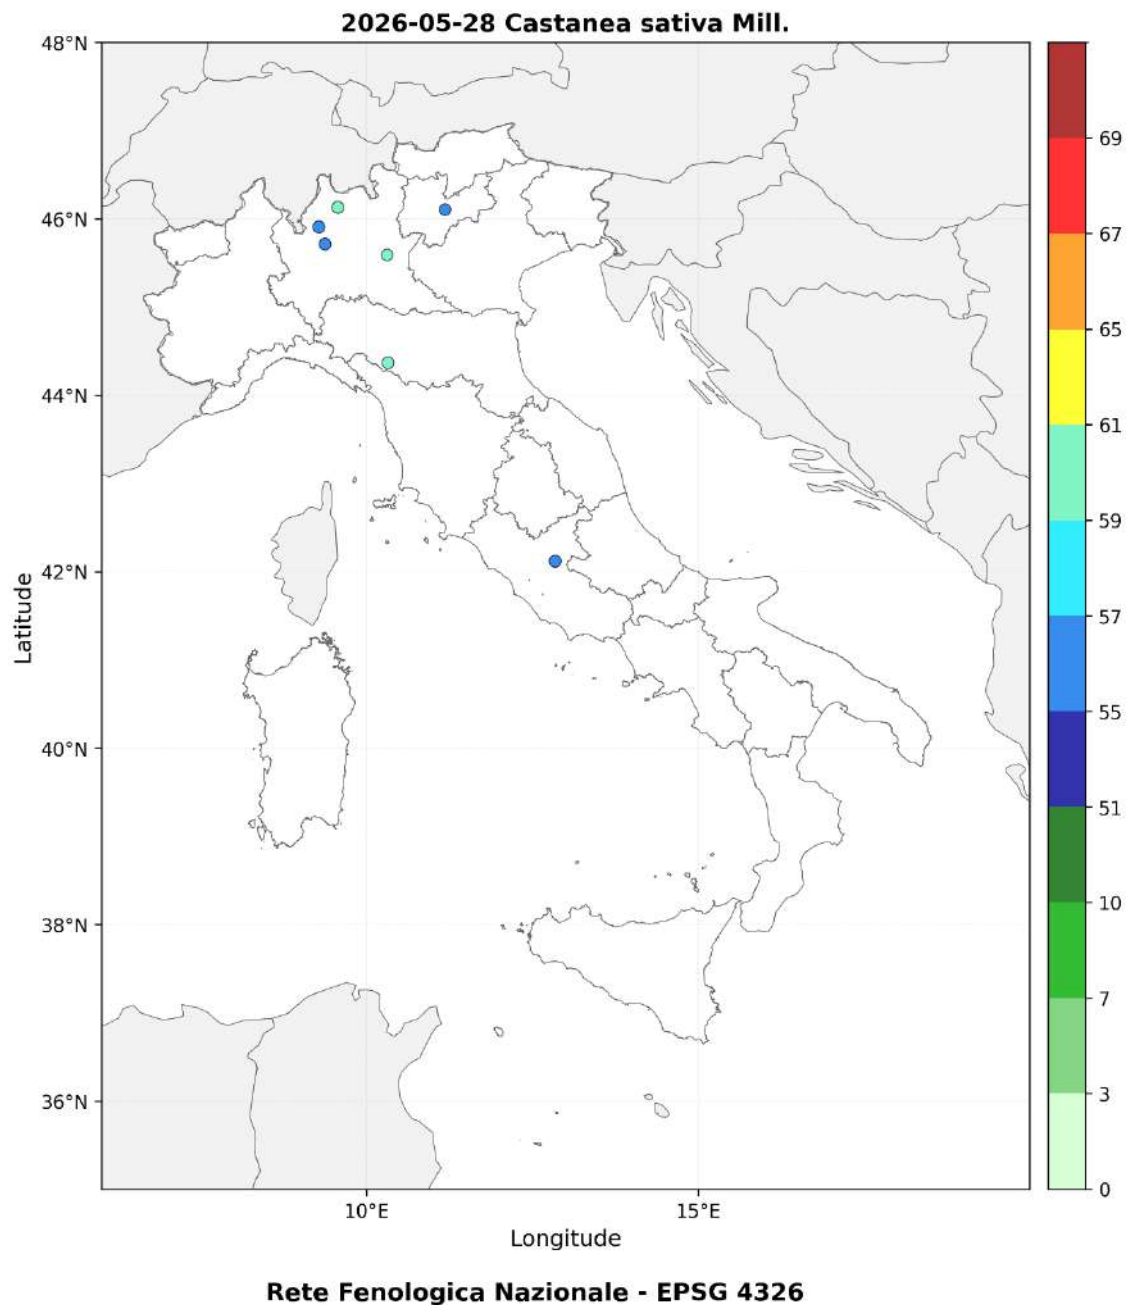 2026-05-28 Castanea sativa Mill.
48°N
46°N
44°N
42°N
40°N
38°N
36°N
Latitude
10°E
15°E
Longitude
69
67
65
61
59
57
55
51
10
7
3
0
Rete Fenologica Nazionale - EPSG 4326